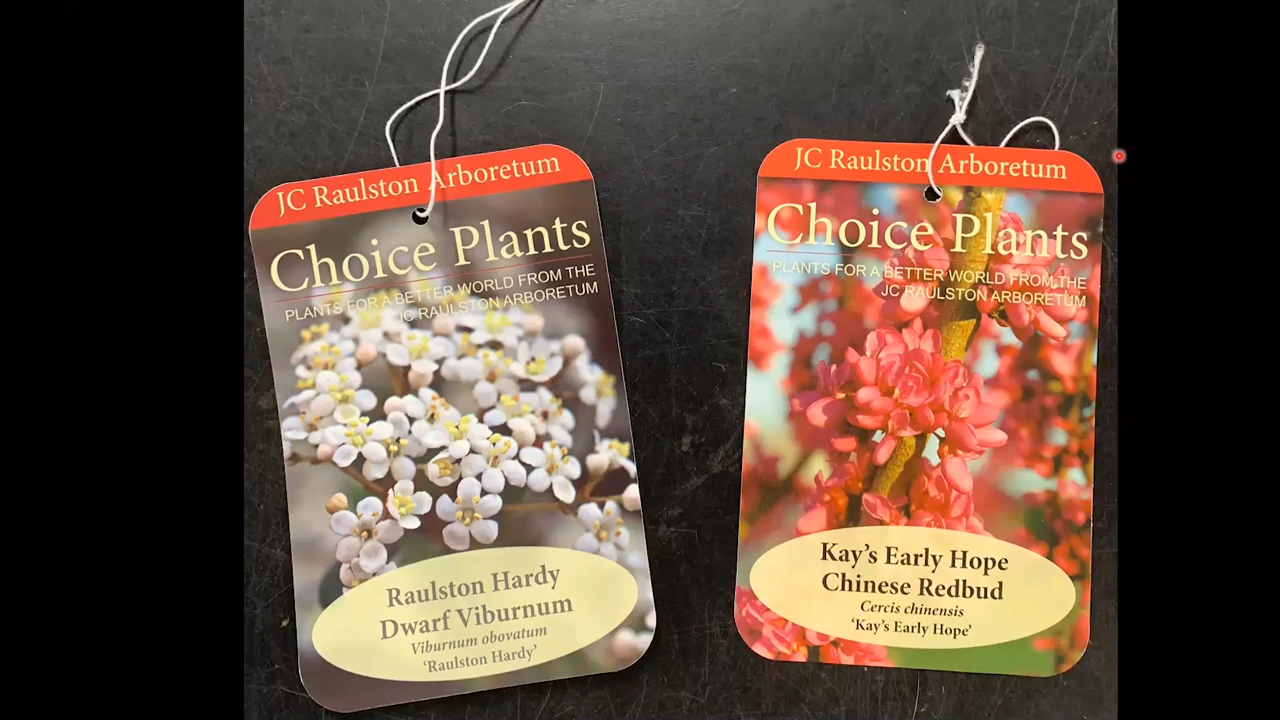 JC Raulston Arboretum
Choice Plants
PLANTS FOR A BETTER WORLD FROM THE
JC RAULSTON ARBORETUM
Raulston Hardy
Dwarf Viburnum
Viburnum obovatum
‘Raulston Hardy’
JC Raulston Arboretum
Choice Plants
PLANTS FOR A BETTER WORLD FROM THE
JC RAULSTON ARBORETUM
Kay’s Early Hope
Chinese Redbud
Cercis chinensis
‘Kay’s Early Hope’